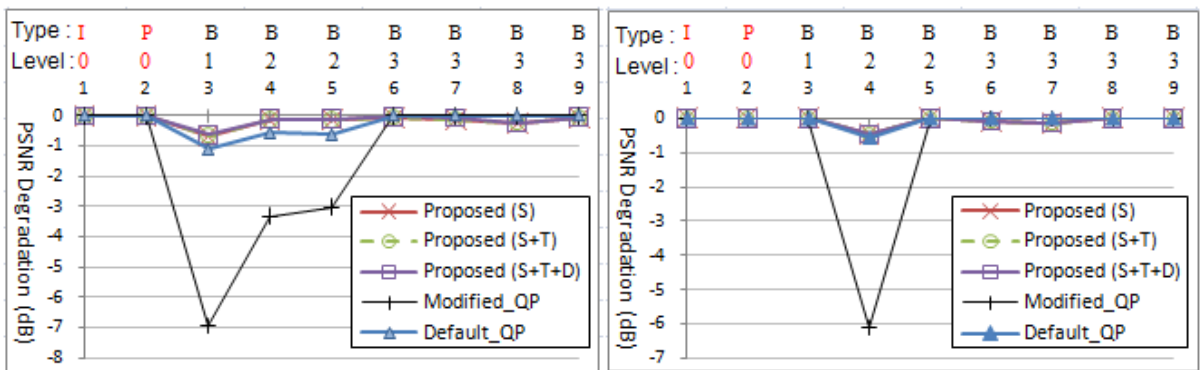 Type : I P B B B B B B B
Level : 0 0 1 2 2 3 3 3 3
1 2 3 4 5 6 7 8 9
0
-1
-2
-3
-4
-5
-6
-7
-8
PSNR Degradation (dB)
Proposed (S)
Proposed (S+T)
Proposed (S+T+D)
Modified_QP
Default_QP
Type : I P B B B B B B B
Level : 0 0 1 2 2 3 3 3 3
1 2 3 4 5 6 7 8 9
0
-1
-2
-3
-4
-5
-6
-7
PSNR Degradation (dB)
Proposed (S)
Proposed (S+T)
Proposed (S+T+D)
Modified_QP
Default_QP